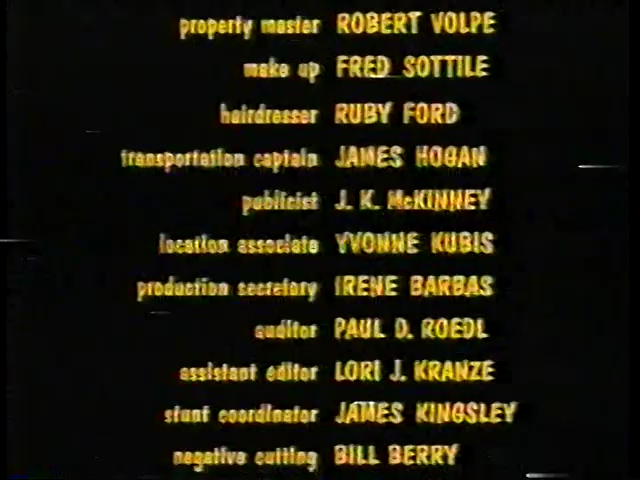 property master ROBERT VOLPE
make up FRED SOTTILE
hairdresser RUBY FORD
transportation captain JAMES HOGAN
publicist J. K. McKINNEY
location associate YVONNE KUBIS
production secretary IRENE BARBAS
auditor PAUL D. ROEDL
assistant editor LORI J. KRANZE
stunt coordinator JAMES KINGSLEY
negative cutting BILL BERRY